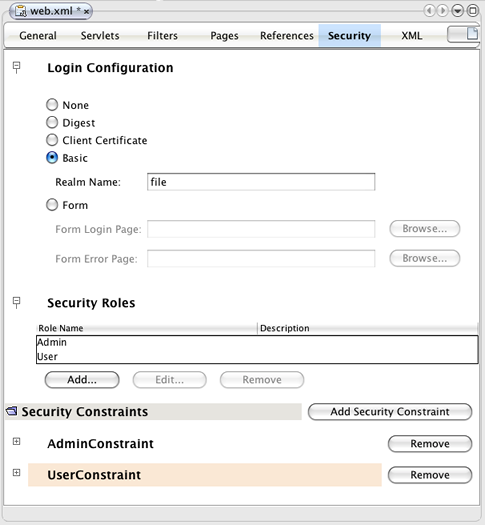 web.xml *
General Servlets Filters Pages References Security XML
Login Configuration
None
Digest
Client Certificate
Basic
Realm Name: file
Form
Form Login Page: Browse...
Form Error Page: Browse...
Security Roles
Role Name Description
Admin
User
Add... Edit... Remove
Security Constraints Add Security Constraint
AdminConstraint Remove
UserConstraint Remove